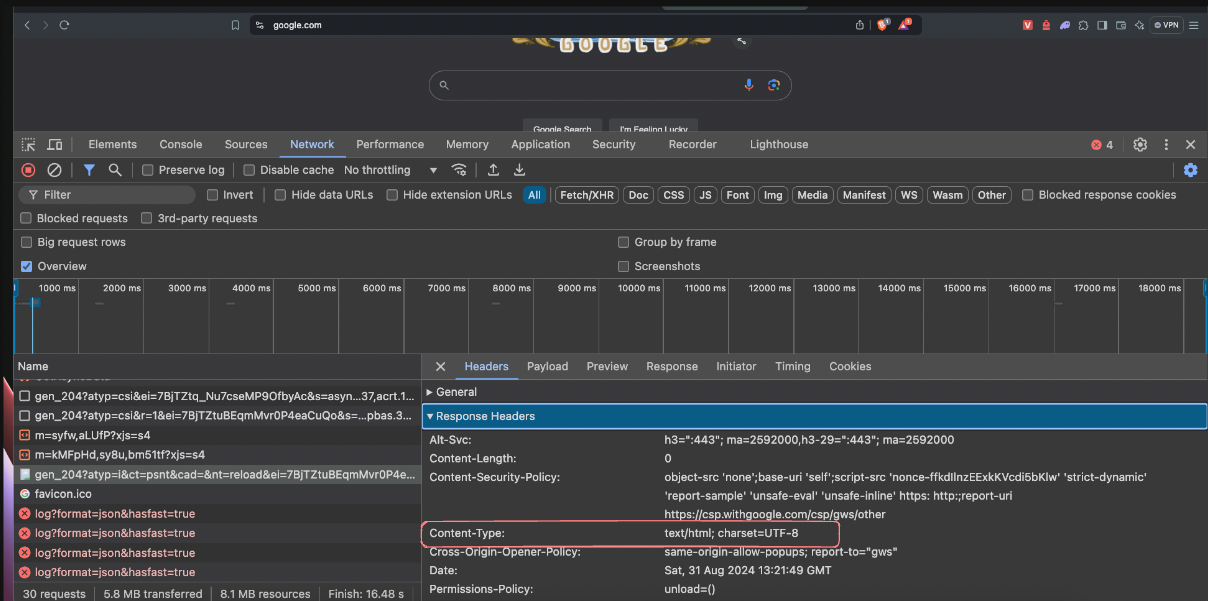 google.com
1
1
V
VPN
GOOGLE
Google Search I'm Feeling Lucky
Elements Console Sources Network Performance Memory Application Security Recorder Lighthouse 4
Preserve log Disable cache No throttling
Filter Invert Hide data URLs Hide extension URLs All Fetch/XHR Doc CSS JS Font Img Media Manifest WS Wasm Other Blocked response cookies
Blocked requests 3rd-party requests
Big request rows Group by frame
Overview Screenshots
1000 ms 2000 ms 3000 ms 4000 ms 5000 ms 6000 ms 7000 ms 8000 ms 9000 ms 10000 ms 11000 ms 12000 ms 13000 ms 14000 ms 15000 ms 16000 ms 17000 ms 18000 ms
Name
gen_204?atyp=csi&ei=7BjTZtq_Nu7cseMP9OfbyAc&s=asyn...37,acrt.1...
gen_204?atyp=csi&r=1&ei=7BjTZtuBEqmMvr0P4eaCuQo&s=...pbas.3...
m=syfw,aLUfP?xjs=s4
m=kMFpHd,sy8u,bm51tf?xjs=s4
gen_204?atyp=i&ct=psnt&cad=&nt=reload&ei=7BjTZtuBEqmMvr0P4e...
favicon.ico
log?format=json&hasfast=true
log?format=json&hasfast=true
log?format=json&hasfast=true
log?format=json&hasfast=true
30 requests 5.8 MB transferred 8.1 MB resources Finish: 16.48 s
Headers Payload Preview Response Initiator Timing Cookies
General
Response Headers
Alt-Svc: h3=":443"; ma=2592000,h3-29=":443"; ma=2592000
Content-Length: 0
Content-Security-Policy: object-src 'none';base-uri 'self';script-src 'nonce-ffkdIlnzEExkKVcdi5bKlw' 'strict-dynamic'
'report-sample' 'unsafe-eval' 'unsafe-inline' https: http:;report-uri
https://csp.withgoogle.com/csp/gws/other
Content-Type: text/html; charset=UTF-8
Cross-Origin-Opener-Policy: same-origin-allow-popups; report-to="gws"
Date: Sat, 31 Aug 2024 13:21:49 GMT
Permissions-Policy: unload=()